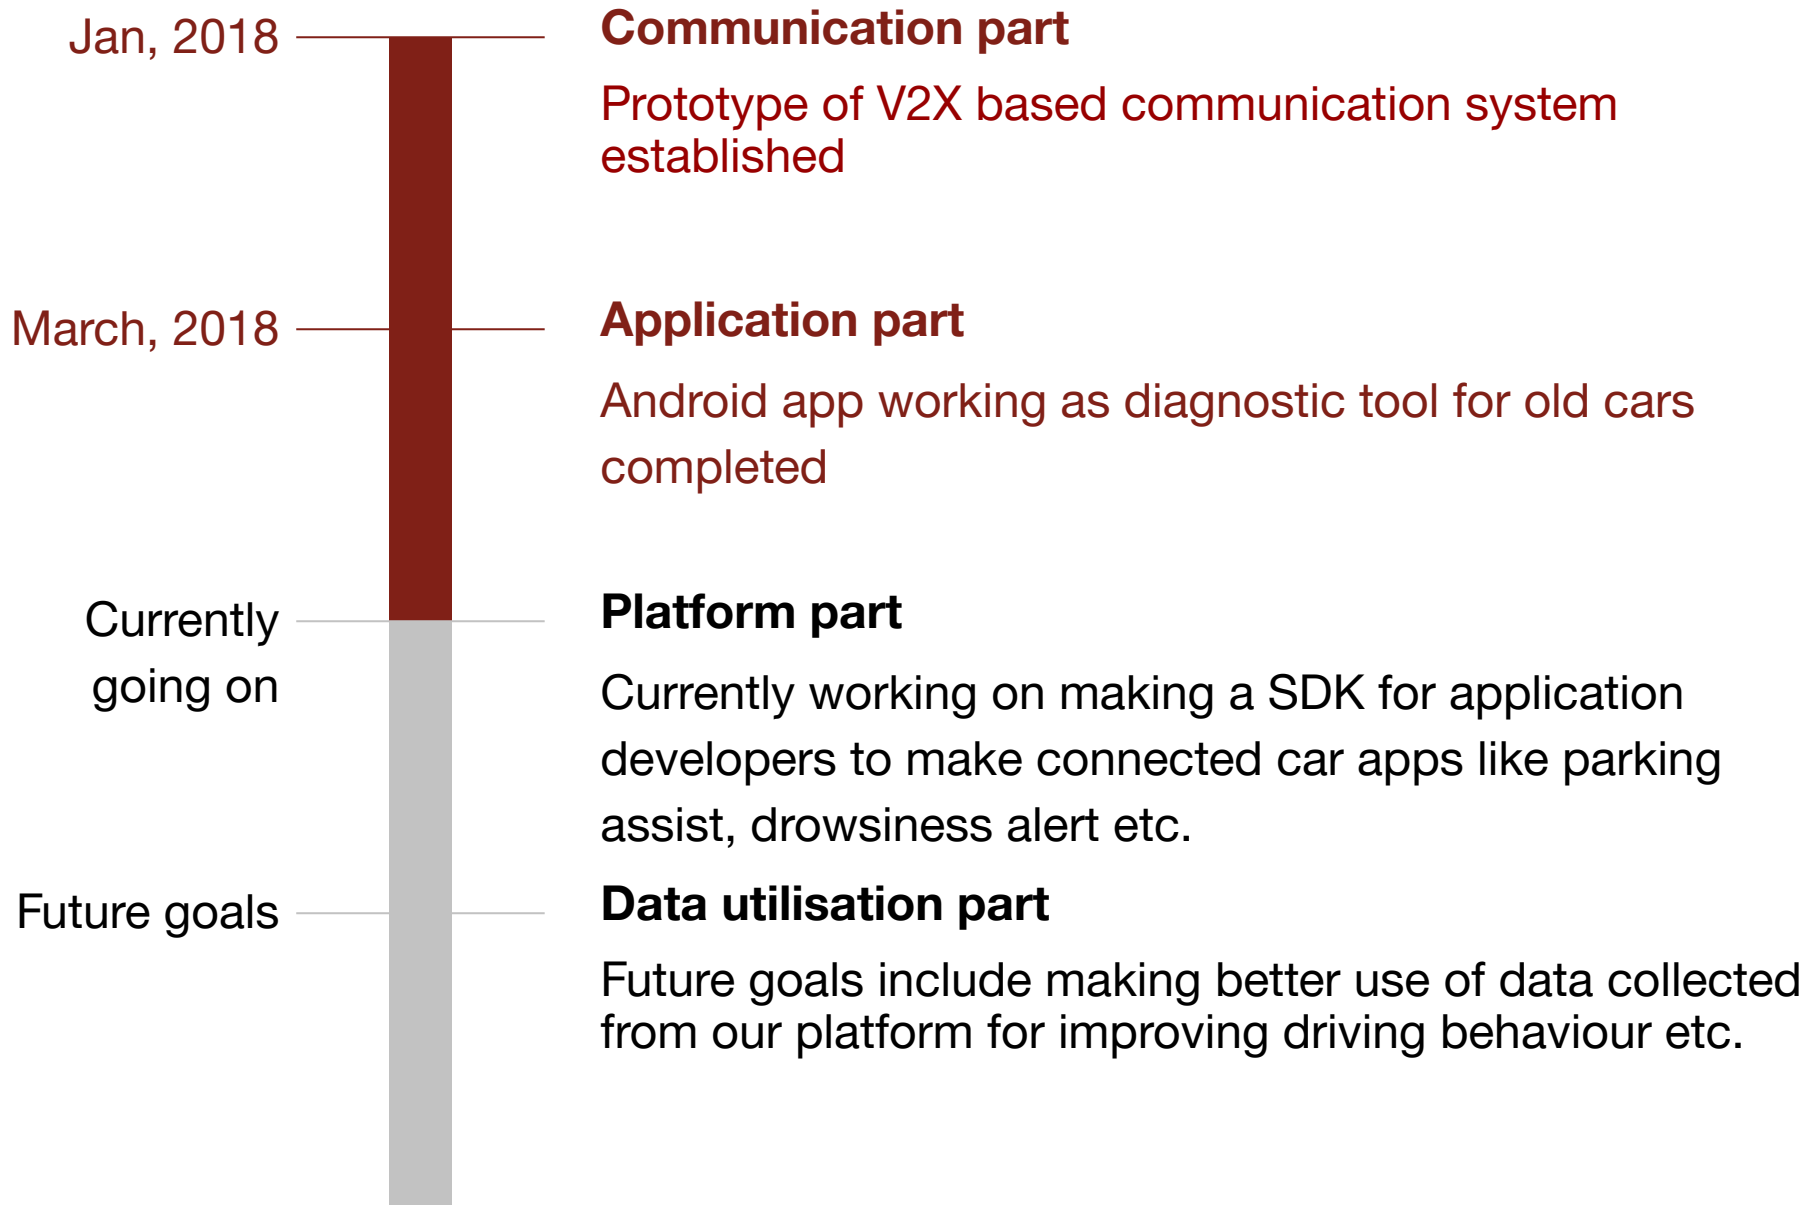 Jan, 2018
Communication part
Prototype of V2X based communication system
established
March, 2018
Application part
Android app working as diagnostic tool for old cars
completed
Currently
going on
Platform part
Currently working on making a SDK for application
developers to make connected car apps like parking
assist, drowsiness alert etc.
Future goals
Data utilisation part
Future goals include making better use of data collected
from our platform for improving driving behaviour etc.